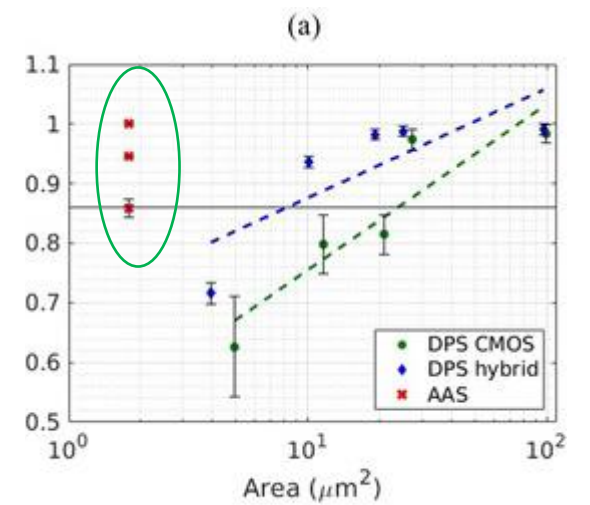 (a)
1.1
1
0.9
0.8
0.7
0.6
0.5
DPS CMOS
DPS hybrid
AAS
10⁰
10¹
10²
Area (μm²)